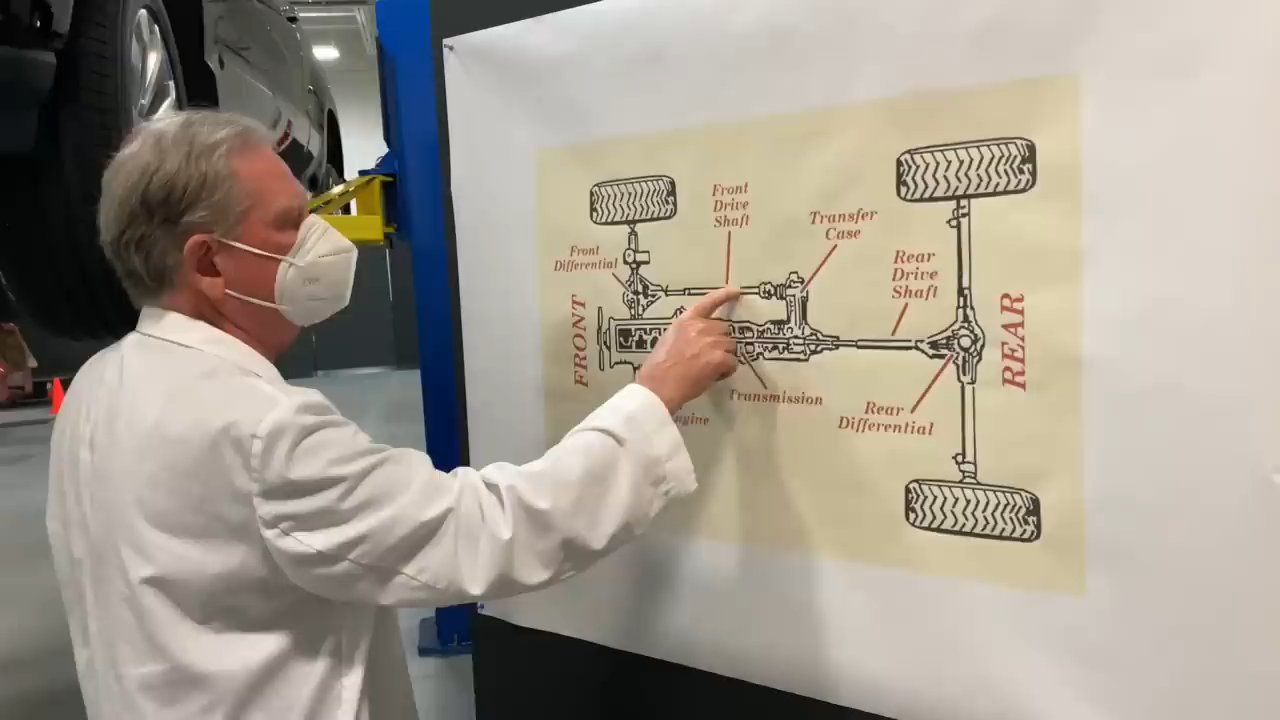 Front
Drive
Shaft
Transfer
Case
Front
Differential
Rear
Drive
Shaft
FRONT
REAR
Transmission
Rear
Differential